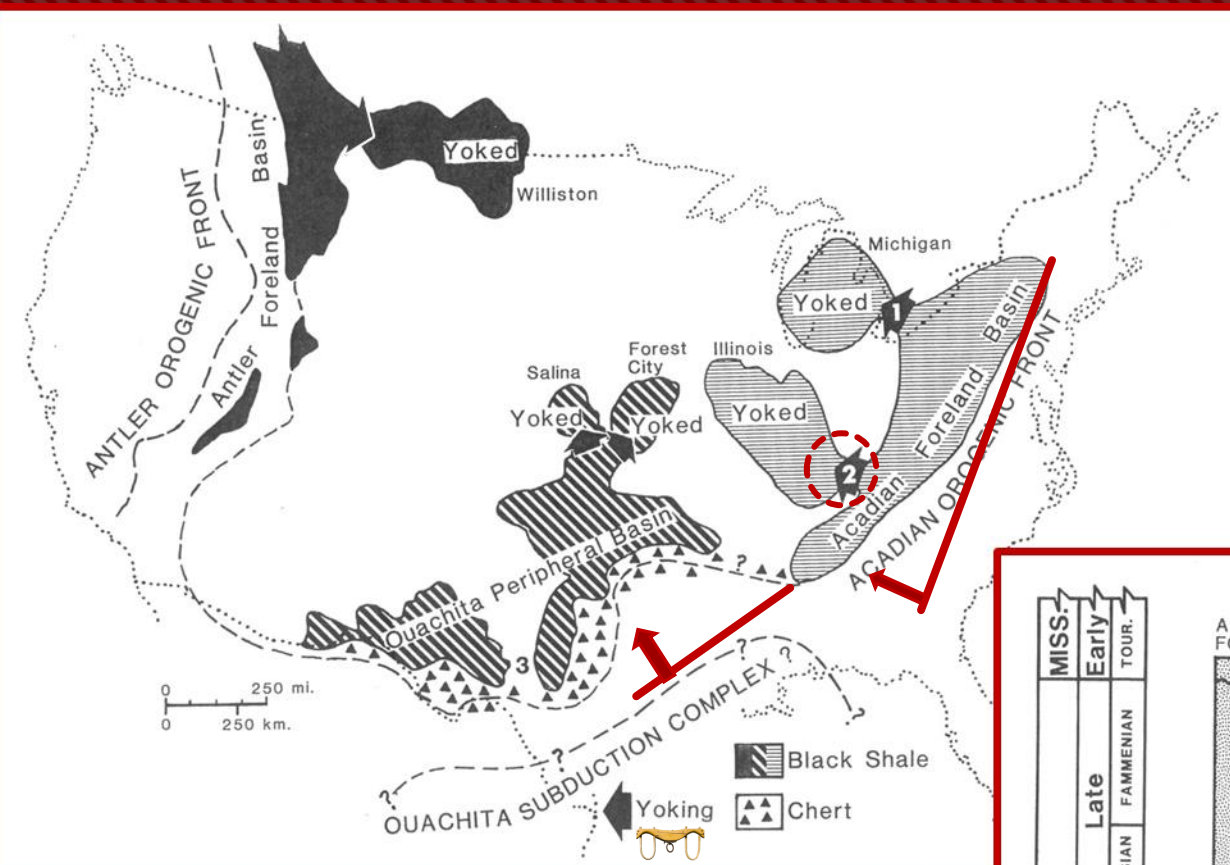 Basin
Yoked
Williston
ANTLER OROGENIC FRONT
Foreland
Antler
Michigan
Yoked
1
Basin
Foreland
Acadian
ACADIAN OROGENIC FRONT
Salina
Forest
City
Illinois
Yoked
Yoked
Yoked
2
Ouachita Peripheral Basin
?
3
0 250 mi.
0 250 km.
? ? ?
? ? ?
OUACHITA SUBDUCTION COMPLEX
Black Shale
Yoking
Chert
MISS.
Early
TOUR.
Late
FAMMENIAN